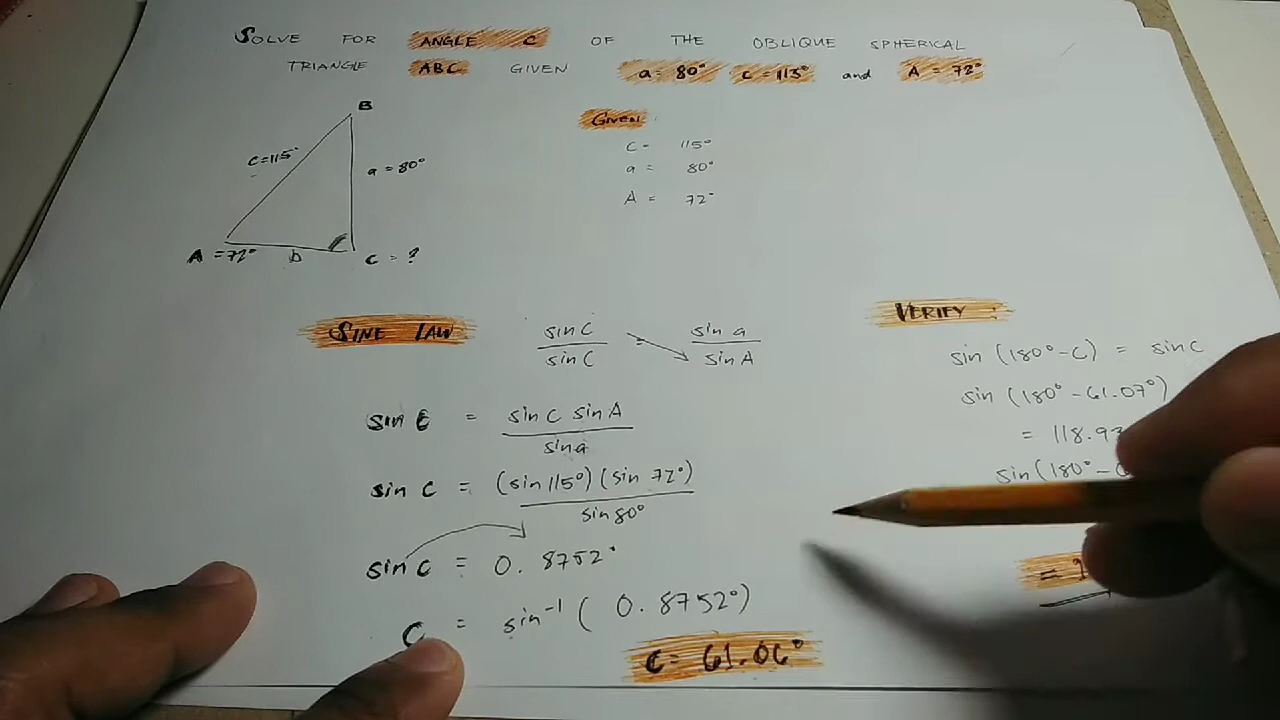 SOLVE FOR ANGLE C OF THE OBLIQUE SPHERICAL
TRIANGLE ABC GIVEN a = 80° c = 115° and A = 72°
B
c = 115°
a = 80°
A = 72°
b
C = ?
GIVEN:
C = 115°
a = 80°
A = 72°
SINE LAW
sin C / sin C = sin a / sin A
sin C = sin C sin A / sin a
sin C = (sin 115°) (sin 72°) / sin 80°
sin C = 0.8752°
C = sin⁻¹ ( 0.8752°)
C = 61.06°
VERIFY:
sin (180° - C) = sin C
sin (180° - 61.07°)
= 118.93
sin (180° -
=